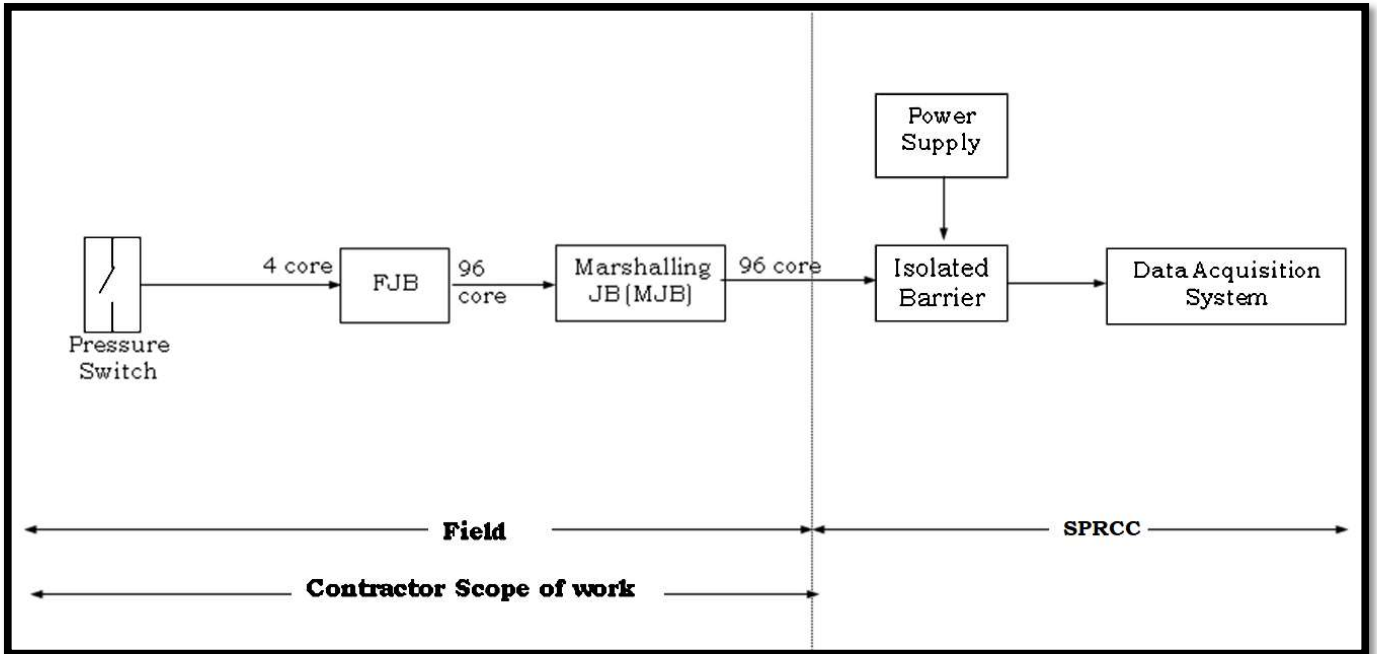 Power
Supply
4 core
FJB
96
core
Marshalling
JB(MJB)
96 core
Isolated
Barrier
Data Acquisition
System
Pressure
Switch
Field
SPRCC
Contractor Scope of work